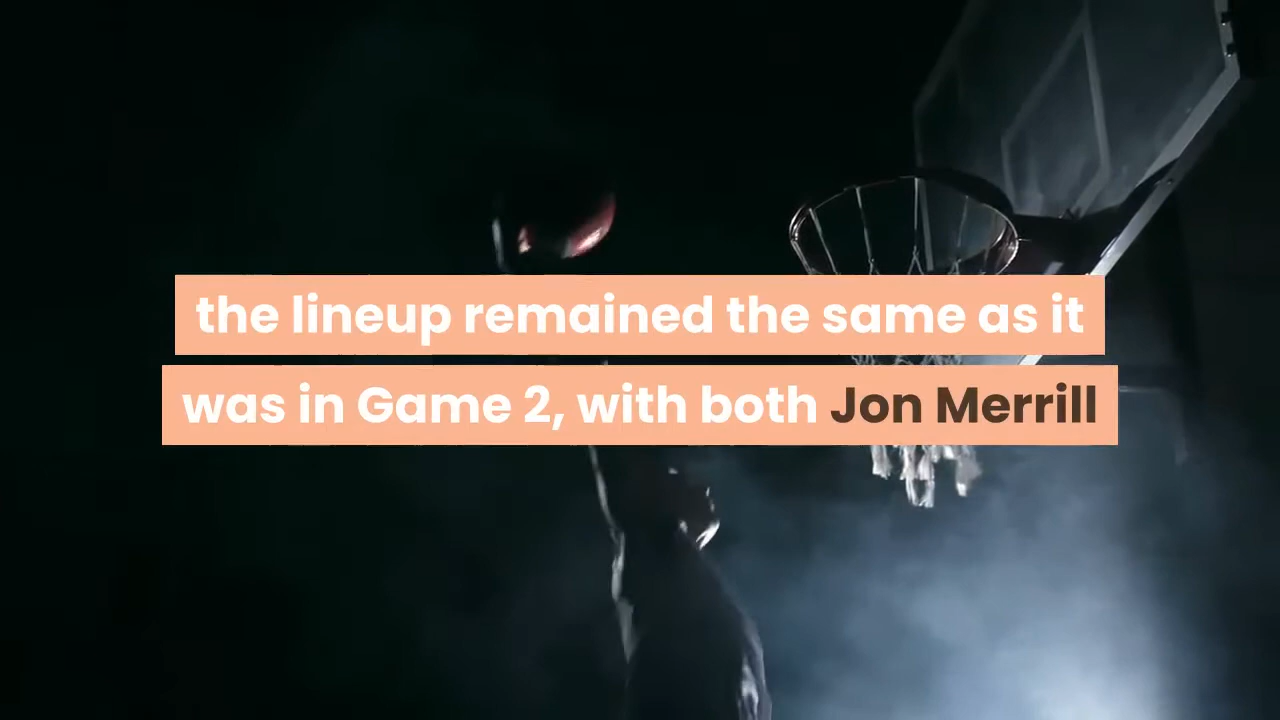 the lineup remained the same as it
was in Game 2, with both Jon Merrill